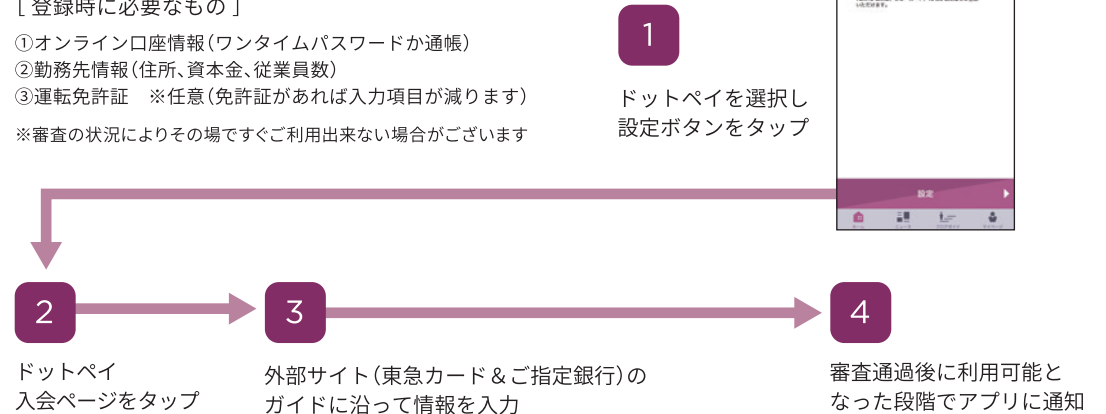 [ 登録時に必要なもの ]
①オンライン口座情報(ワンタイムパスワードか通帳)
②勤務先情報(住所、資本金、従業員数)
③運転免許証　※任意(免許証があれば入力項目が減ります)
※審査の状況によりその場ですぐご利用出来ない場合がございます
1
ドットペイを選択し
設定ボタンをタップ
いただけます。
設定
ホーム
2
ドットペイ
入会ページをタップ
3
外部サイト(東急カード＆ご指定銀行)の
ガイドに沿って情報を入力
4
審査通過後に利用可能と
なった段階でアプリに通知